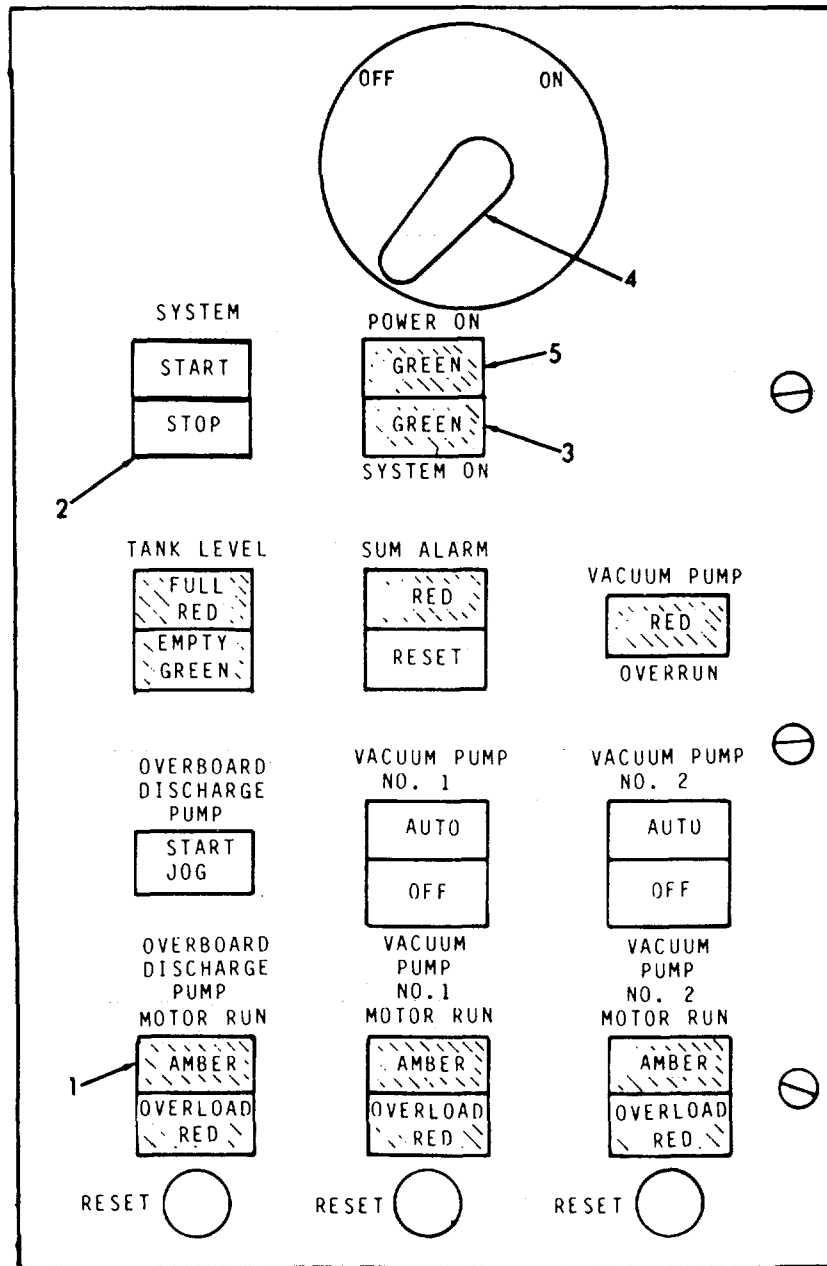 OFF
ON
4
SYSTEM
START
STOP
2
POWER ON
GREEN
5
GREEN
3
SYSTEM ON
TANK LEVEL
FULL
RED
EMPTY
GREEN
SUM ALARM
RED
RESET
VACUUM PUMP
RED
OVERRUN
OVERBOARD
DISCHARGE
PUMP
START
JOG
VACUUM PUMP
NO. 1
AUTO
OFF
VACUUM PUMP
NO. 2
AUTO
OFF
OVERBOARD
DISCHARGE
PUMP
MOTOR RUN
1
AMBER
OVERLOAD
RED
RESET
VACUUM
PUMP
NO.1
MOTOR RUN
AMBER
OVERLOAD
RED
RESET
VACUUM
PUMP
NO. 2
MOTOR RUN
AMBER
OVERLOAD
RED
RESET